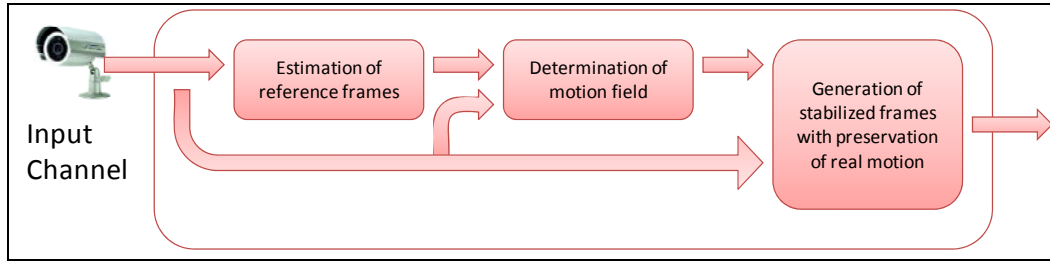 Input
Channel
Estimation of
reference frames
Determination of
motion field
Generation of
stabilized frames
with preservation
of real motion